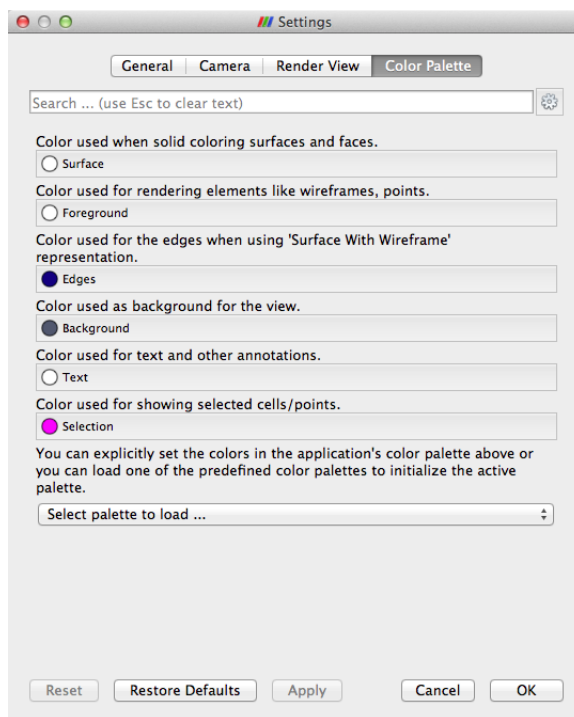 Settings
General Camera Render View Color Palette
Search ... (use Esc to clear text)
Color used when solid coloring surfaces and faces.
Surface
Color used for rendering elements like wireframes, points.
Foreground
Color used for the edges when using 'Surface With Wireframe'
representation.
Edges
Color used as background for the view.
Background
Color used for text and other annotations.
Text
Color used for showing selected cells/points.
Selection
You can explicitly set the colors in the application's color palette above or
you can load one of the predefined color palettes to initialize the active
palette.
Select palette to load ...
Reset Restore Defaults Apply Cancel OK